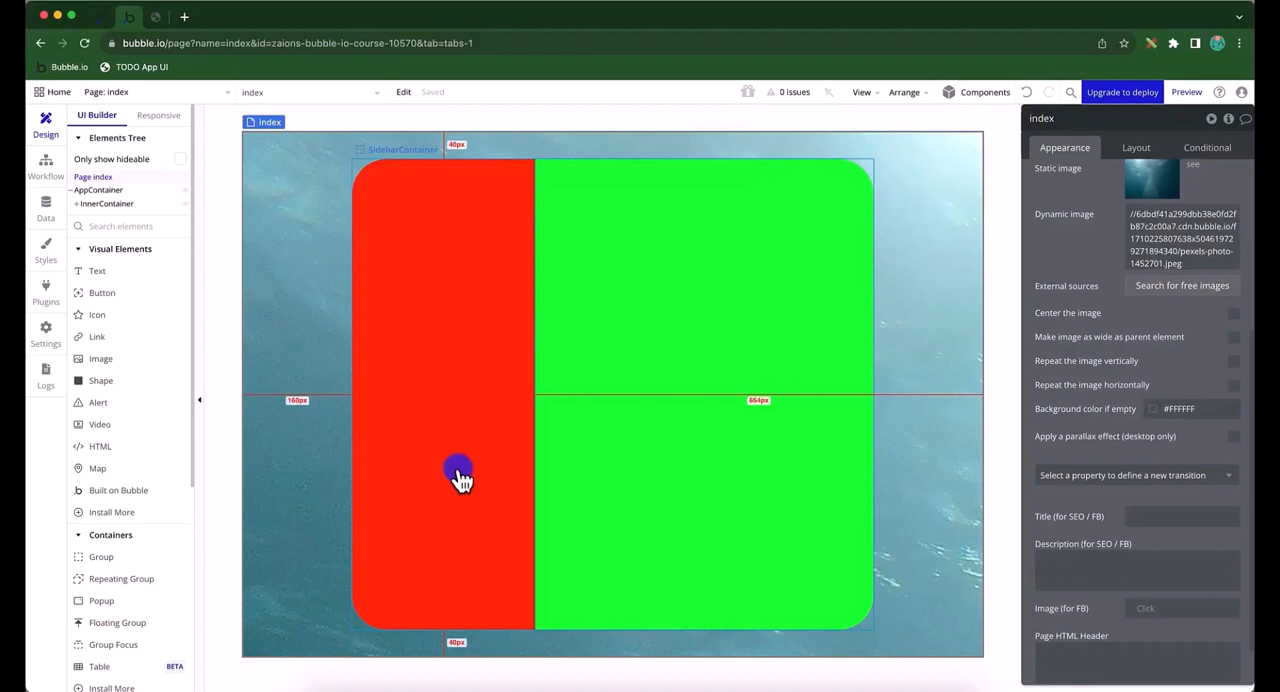 bubble.io/page?name=index&id=zaions-bubble-io-course-10570&tab=tabs-1
Bubble.io TODO App UI
Home Page: index index Edit Saved 0 issues View Arrange Components Upgrade to deploy Preview
Design
Workflow
Data
Styles
Plugins
Settings
Logs
UI Builder Responsive
Elements Tree
Only show hideable
Page index
AppContainer
InnerContainer
Search elements
Visual Elements
Text
Button
Icon
Link
Image
Shape
Alert
Video
HTML
Map
Built on Bubble
Install More
Containers
Group
Repeating Group
Popup
Floating Group
Group Focus
Table BETA
Install More
index
40px
SidebarContainer
160px
654px
40px
index
Appearance Layout Conditional
Static image see
Dynamic image
//6dbdf41a299dbb38e0fd2f
b87c2c00a7.cdn.bubble.io/f
1710225807638x50461972
9271894340/pexels-photo-
1452701.jpeg
External sources Search for free images
Center the image
Make image as wide as parent element
Repeat the image vertically
Repeat the image horizontally
Background color if empty #FFFFFF
Apply a parallax effect (desktop only)
Select a property to define a new transition
Title (for SEO / FB)
Description (for SEO / FB)
Image (for FB) Click
Page HTML Header